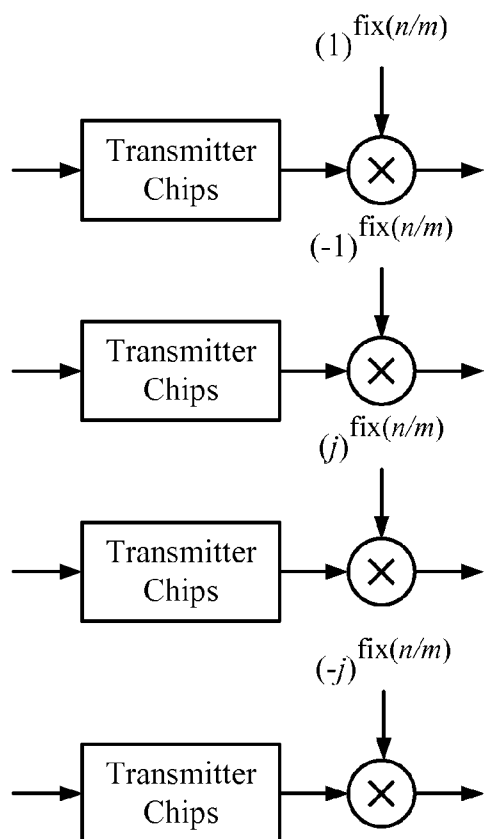 (1)^fix(n/m)
Transmitter
Chips
(-1)^fix(n/m)
Transmitter
Chips
(j)^fix(n/m)
Transmitter
Chips
(-j)^fix(n/m)
Transmitter
Chips